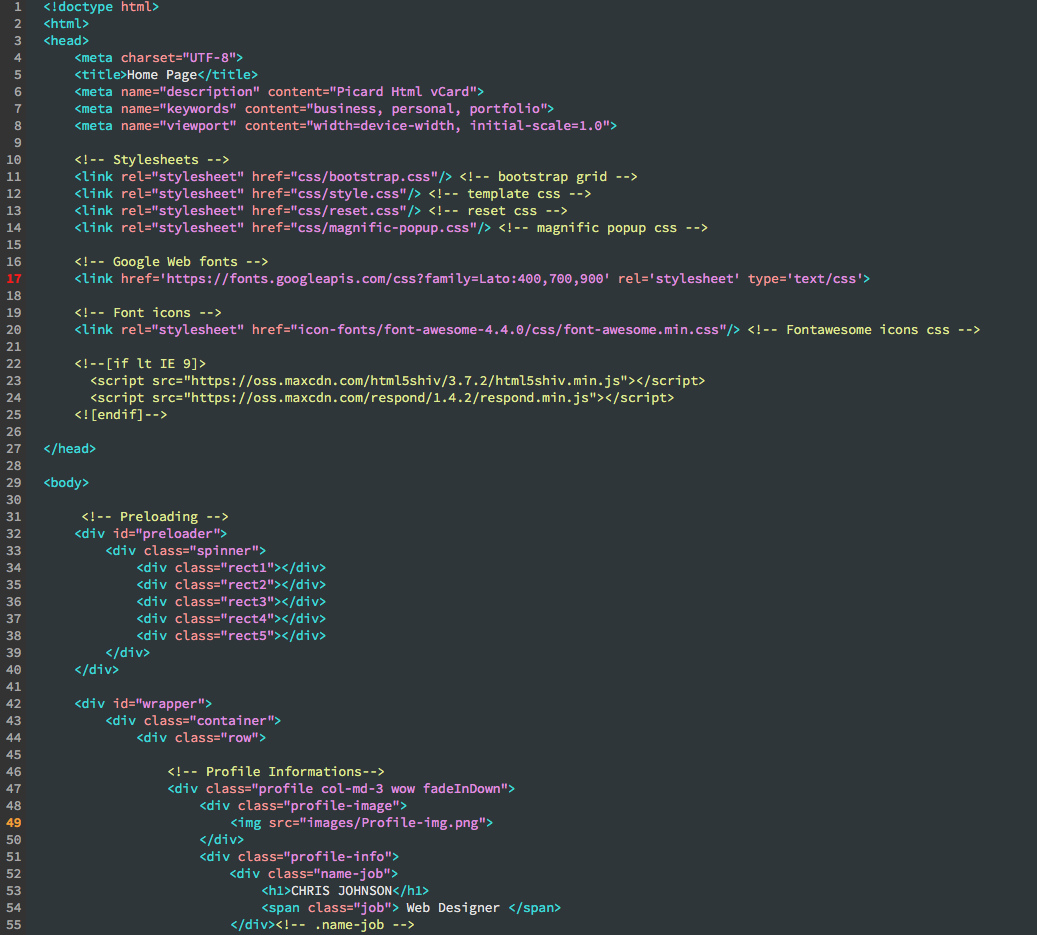 1 <!doctype html>
2 <html>
3 <head>
4     <meta charset="UTF-8">
5     <title>Home Page</title>
6     <meta name="description" content="Picard Html vCard">
7     <meta name="keywords" content="business, personal, portfolio">
8     <meta name="viewport" content="width=device-width, initial-scale=1.0">
9
10     <!-- Stylesheets -->
11     <link rel="stylesheet" href="css/bootstrap.css"/> <!-- bootstrap grid -->
12     <link rel="stylesheet" href="css/style.css"/> <!-- template css -->
13     <link rel="stylesheet" href="css/reset.css"/> <!-- reset css -->
14     <link rel="stylesheet" href="css/magnific-popup.css"/> <!-- magnific popup css -->
15
16     <!-- Google Web fonts -->
17     <link href='https://fonts.googleapis.com/css?family=Lato:400,700,900' rel='stylesheet' type='text/css'>
18
19     <!-- Font icons -->
20     <link rel="stylesheet" href="icon-fonts/font-awesome-4.4.0/css/font-awesome.min.css"/> <!-- Fontawesome icons css -->
21
22     <!--[if lt IE 9]>
23       <script src="https://oss.maxcdn.com/html5shiv/3.7.2/html5shiv.min.js"></script>
24       <script src="https://oss.maxcdn.com/respond/1.4.2/respond.min.js"></script>
25     <![endif]-->
26
27 </head>
28
29 <body>
30
31      <!-- Preloading -->
32     <div id="preloader">
33         <div class="spinner">
34             <div class="rect1"></div>
35             <div class="rect2"></div>
36             <div class="rect3"></div>
37             <div class="rect4"></div>
38             <div class="rect5"></div>
39         </div>
40     </div>
41
42     <div id="wrapper">
43         <div class="container">
44             <div class="row">
45
46                 <!-- Profile Informations-->
47                 <div class="profile col-md-3 wow fadeInDown">
48                     <div class="profile-image">
49                         <img src="images/Profile-img.png">
50                     </div>
51                     <div class="profile-info">
52                         <div class="name-job">
53                             <h1>CHRIS JOHNSON</h1>
54                             <span class="job"> Web Designer </span>
55                         </div><!-- .name-job -->